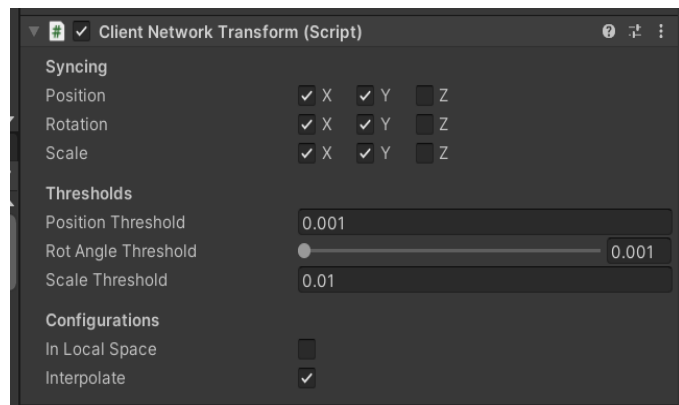 # Client Network Transform (Script)
Syncing
Position X Y Z
Rotation X Y Z
Scale X Y Z
Thresholds
Position Threshold 0.001
Rot Angle Threshold 0.001
Scale Threshold 0.01
Configurations
In Local Space
Interpolate